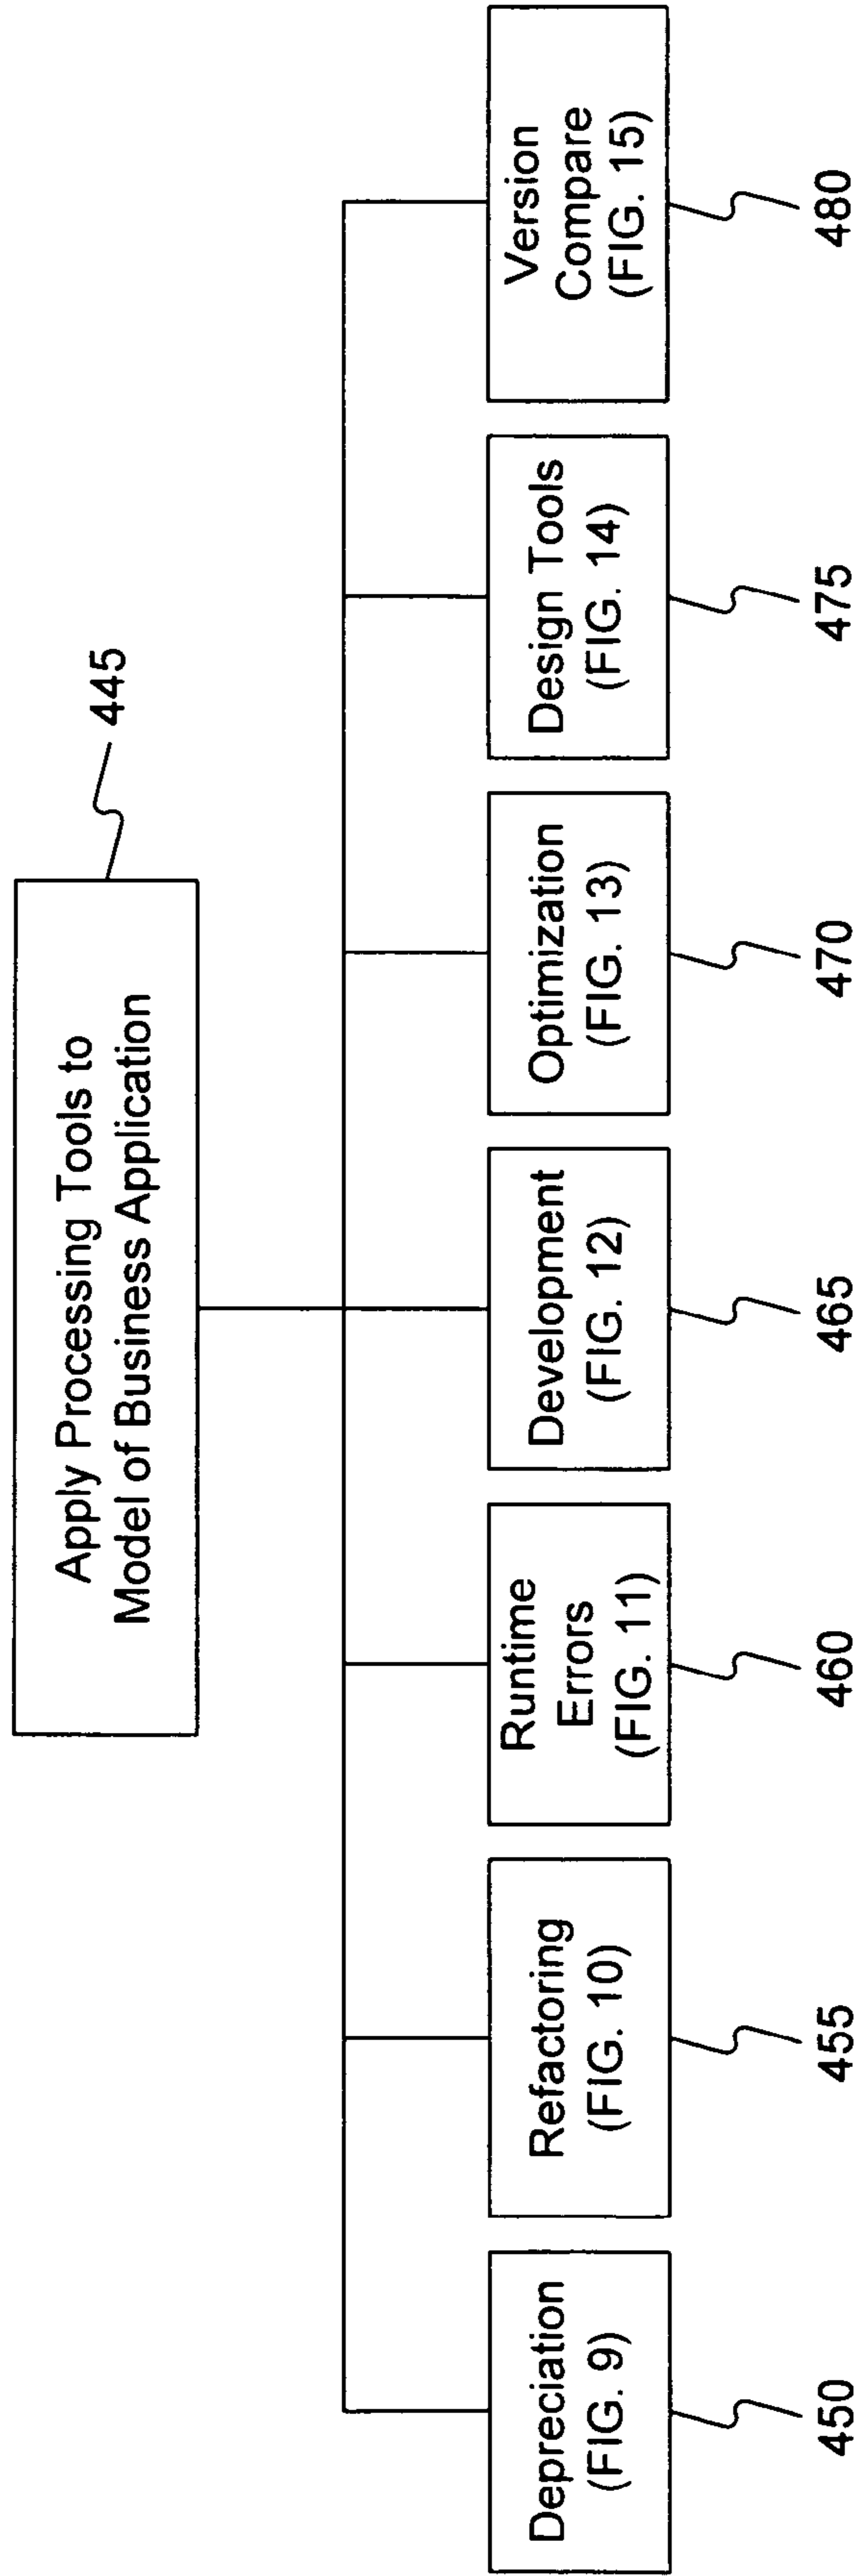 Apply Processing Tools to
Model of Business Application
445
Depreciation
(FIG. 9)
450
Refactoring
(FIG. 10)
455
Runtime
Errors
(FIG. 11)
460
Development
(FIG. 12)
465
Optimization
(FIG. 13)
470
Design Tools
(FIG. 14)
475
Version
Compare
(FIG. 15)
480